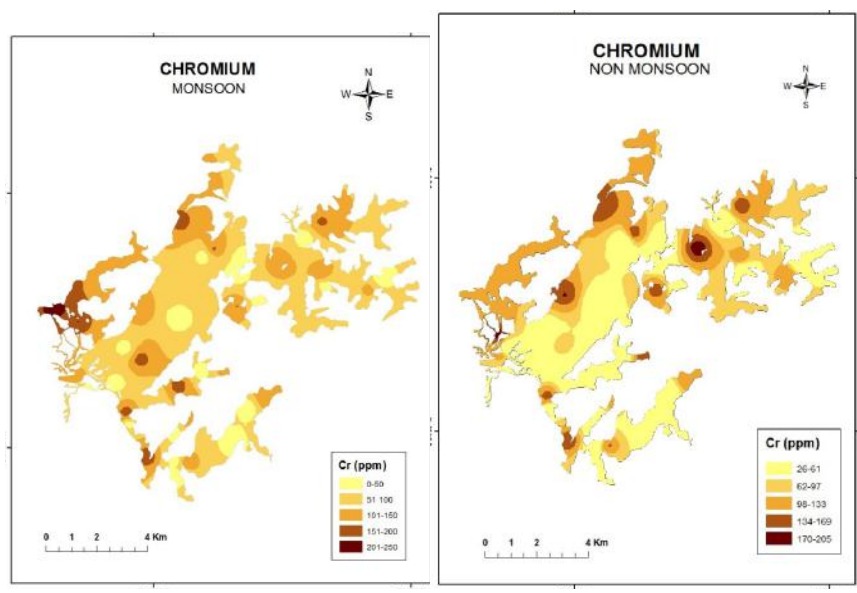 CHROMIUM
MONSOON
N
W E
S
Cr (ppm)
0-50
51 100
101-150
151-200
201-250
0 1 2 4 Km
CHROMIUM
NON MONSOON
N
W E
S
Cr (ppm)
26-61
62-97
98-133
134-169
170-205
0 1 2 4 Km